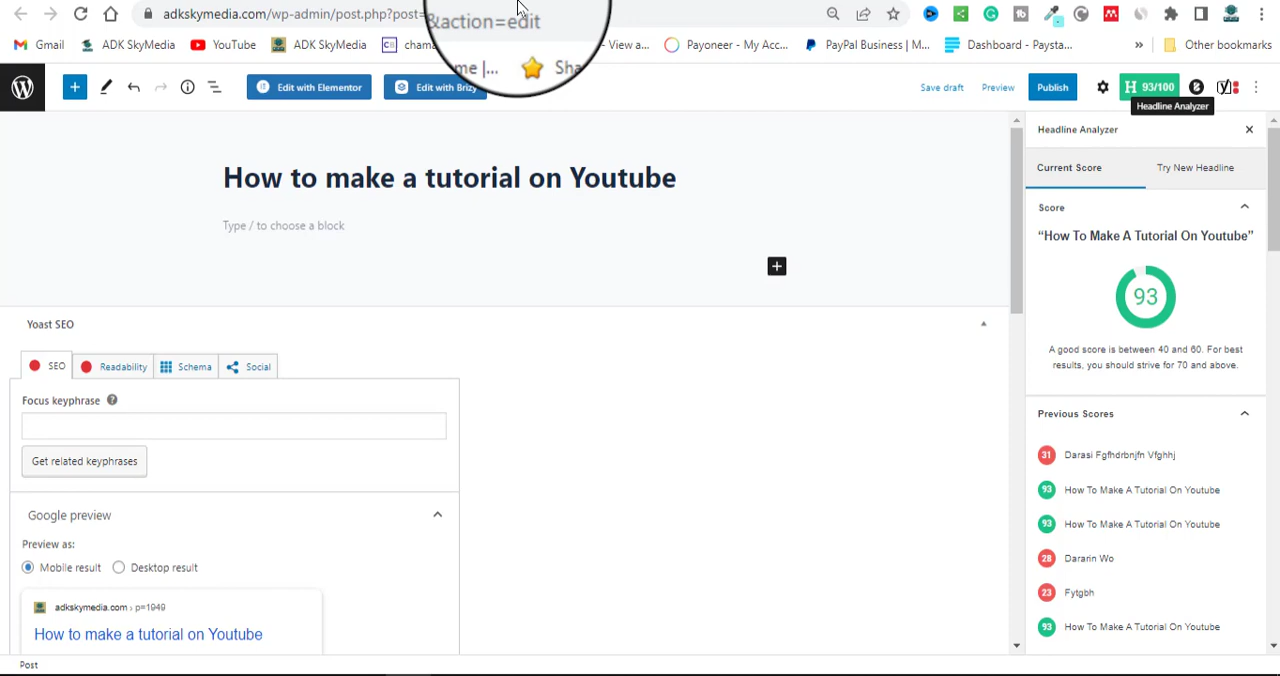 adkskymedia.com/wp-admin/post.php?post=
&action=edit
Gmail
ADK SkyMedia
YouTube
ADK SkyMedia
me |...
View a...
Payoneer - My Acc...
PayPal Business | M...
Dashboard - Paysta...
»
Other bookmarks
Edit with Elementor
Edit with Brizy
Save draft
Preview
Publish
93/100
Headline Analyzer
How to make a tutorial on Youtube
Type / to choose a block
Headline Analyzer
Current Score
Try New Headline
Score
“How To Make A Tutorial On Youtube”
93
A good score is between 40 and 60. For best
results, you should strive for 70 and above.
Previous Scores
31 Darasi Fgfhdrbnjfn Vfghhj
93 How To Make A Tutorial On Youtube
93 How To Make A Tutorial On Youtube
28 Dararin Wo
23 Fytgbh
93 How To Make A Tutorial On Youtube
Yoast SEO
SEO
Readability
Schema
Social
Focus keyphrase
Get related keyphrases
Google preview
Preview as:
Mobile result
Desktop result
adkskymedia.com › p=1949
How to make a tutorial on Youtube
Post